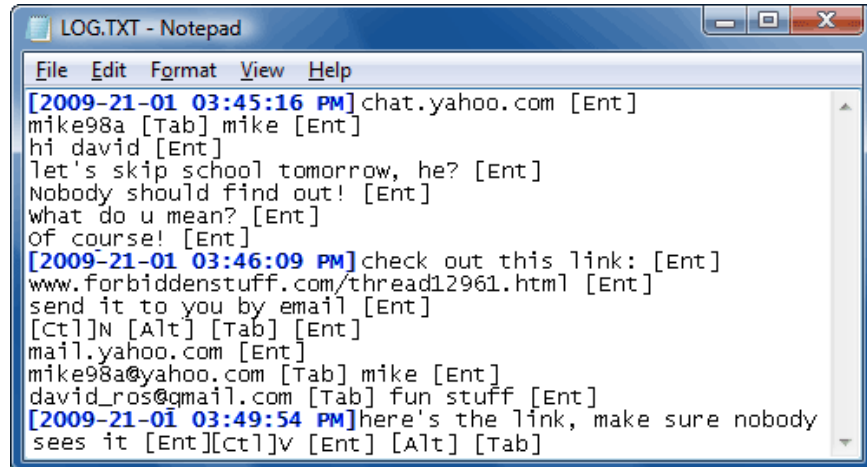 LOG.TXT - Notepad
File Edit Format View Help
[2009-21-01 03:45:16 PM]chat.yahoo.com [Ent]
mike98a [Tab] mike [Ent]
hi david [Ent]
let's skip school tomorrow, he? [Ent]
Nobody should find out! [Ent]
What do u mean? [Ent]
Of course! [Ent]
[2009-21-01 03:46:09 PM]check out this link: [Ent]
www.forbiddenstuff.com/thread12961.html [Ent]
send it to you by email [Ent]
[Ctl]N [Alt] [Tab] [Ent]
mail.yahoo.com [Ent]
mike98a@yahoo.com [Tab] mike [Ent]
david_ros@gmail.com [Tab] fun stuff [Ent]
[2009-21-01 03:49:54 PM]here's the link, make sure nobody
sees it [Ent][Ctl]V [Ent] [Alt] [Tab]